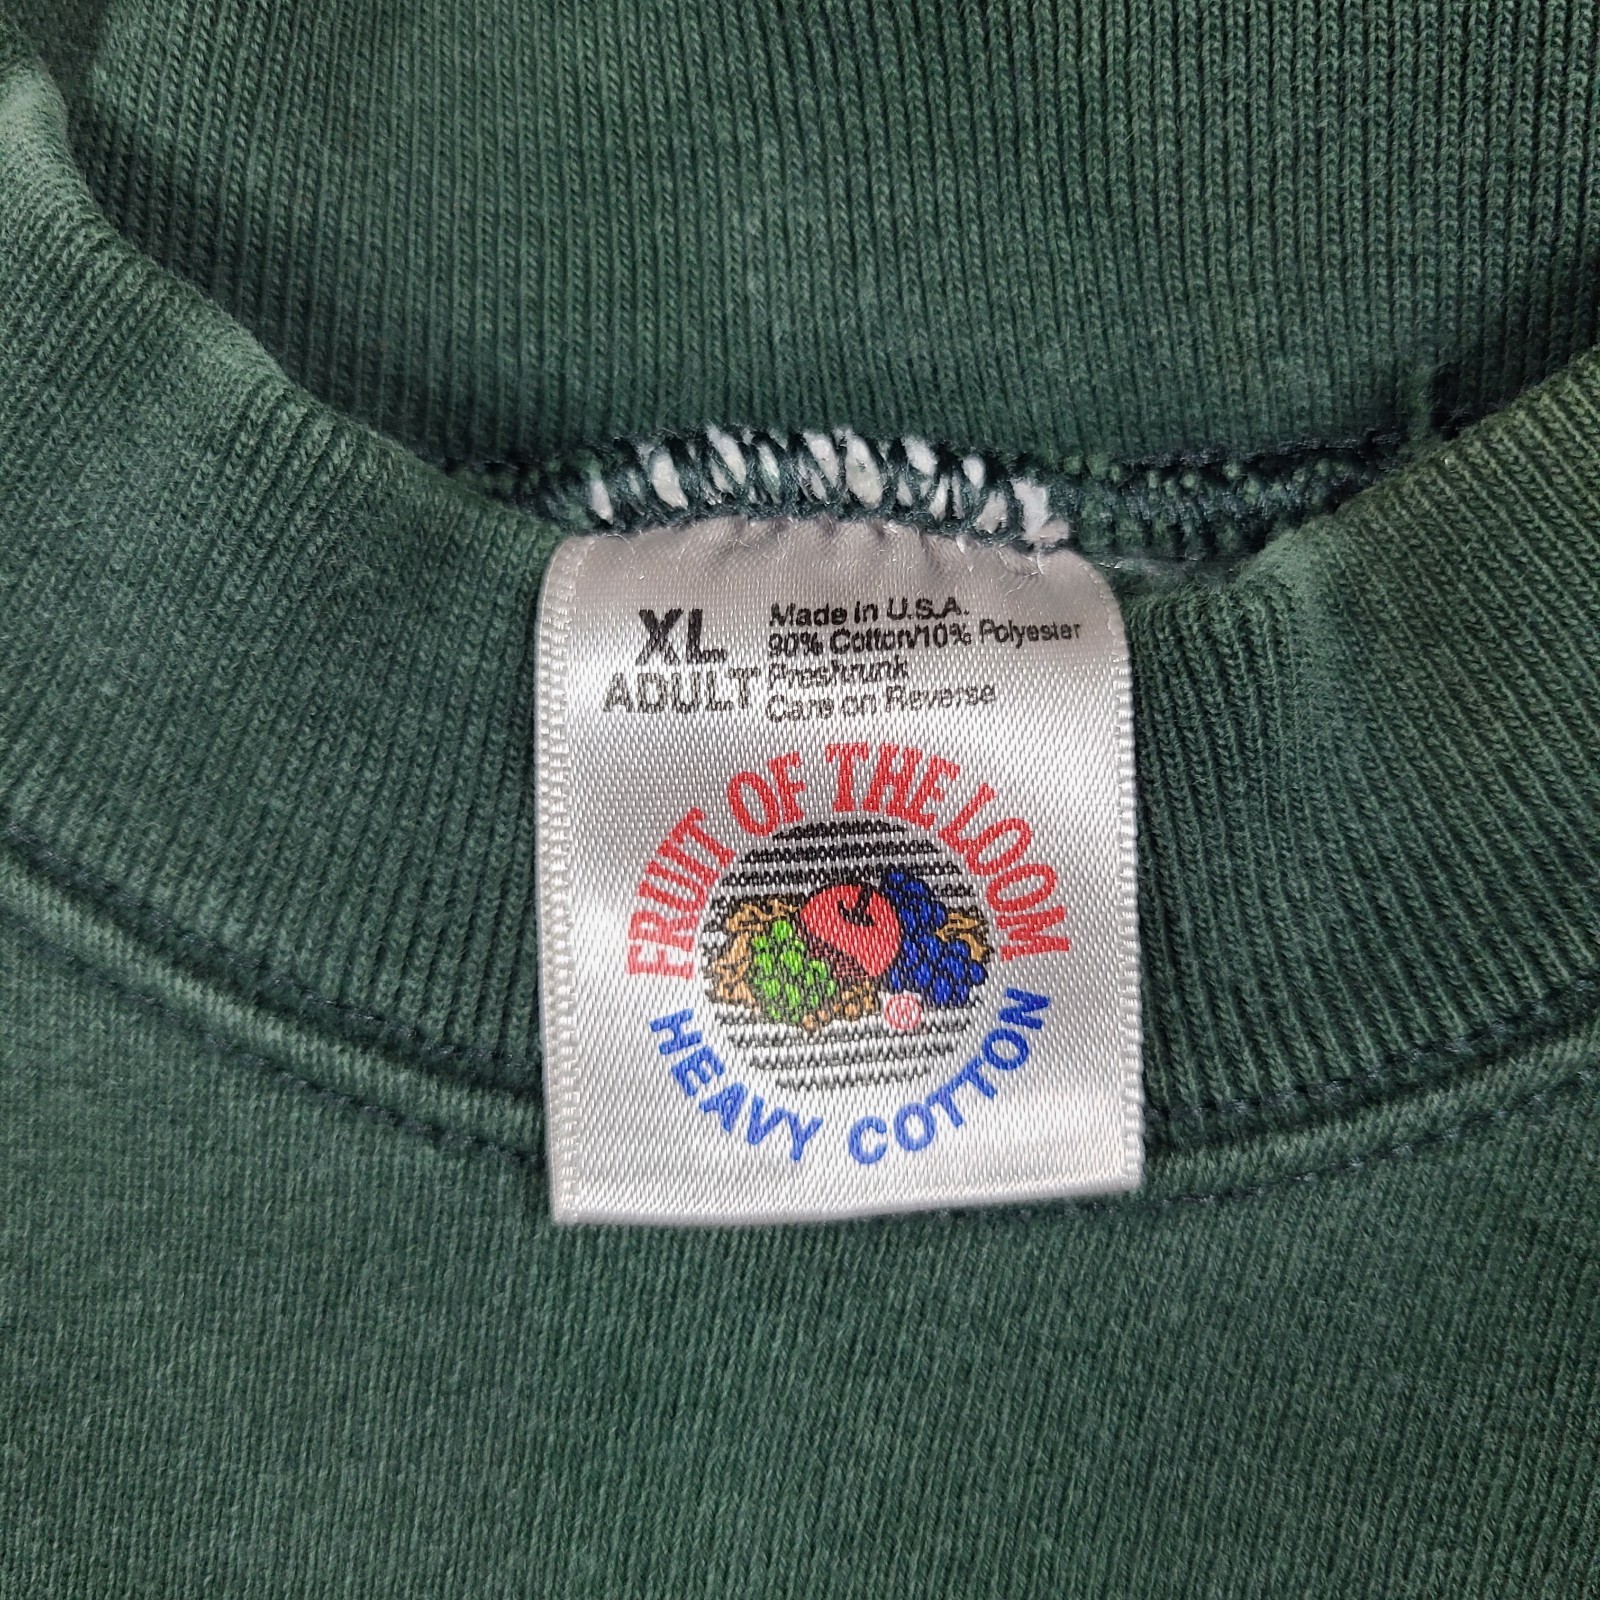 XL
ADULT
Made in U.S.A.
90% Cotton/10% Polyester
Preshrunk
Care on Reverse
FRUIT OF THE LOOM
®
HEAVY COTTON